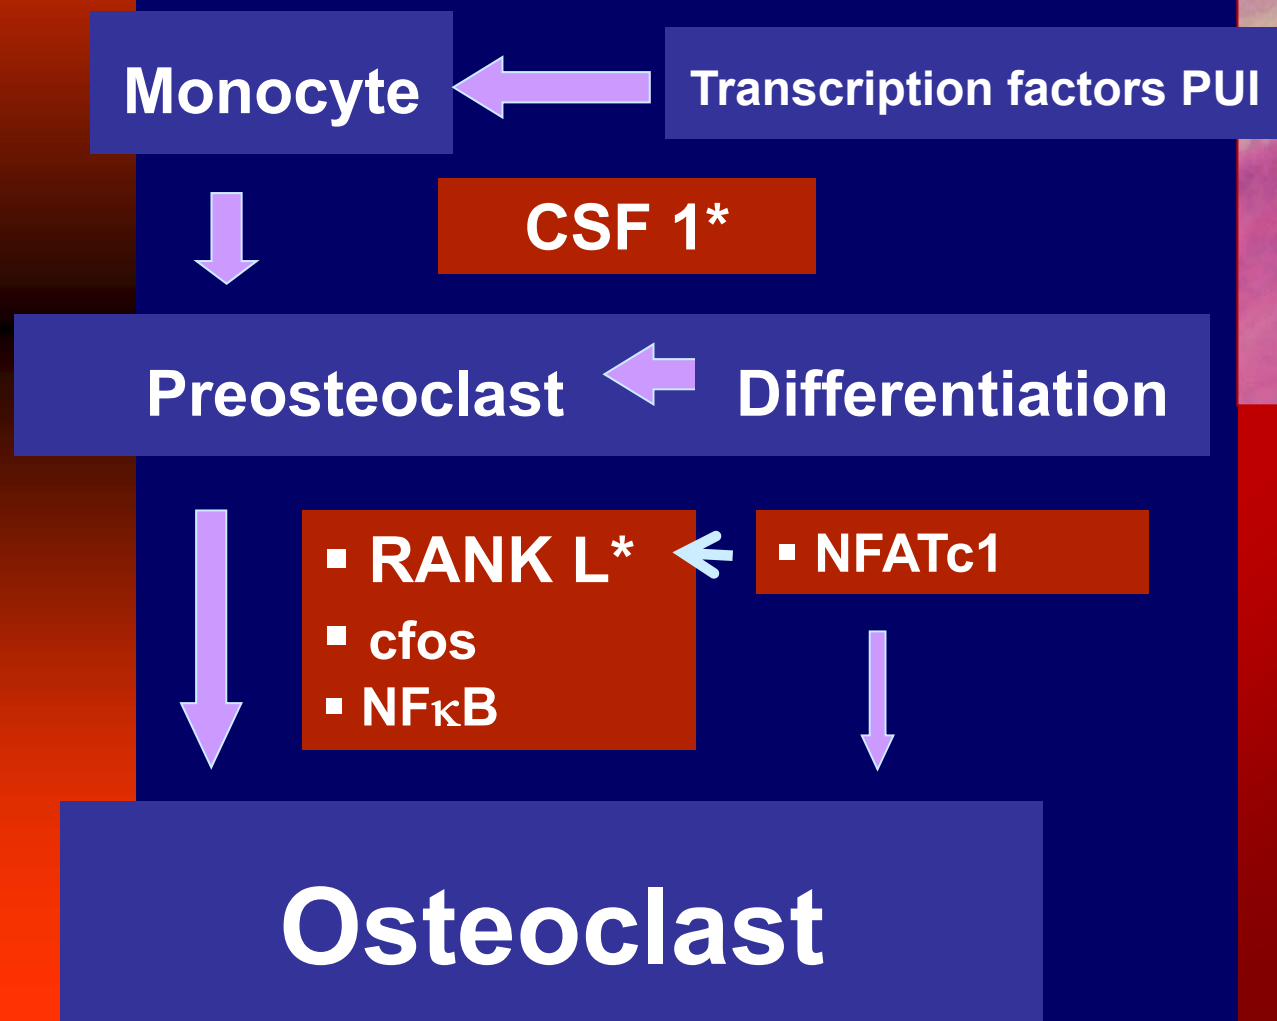 Monocyte
Transcription factors PUI
CSF 1*
Preosteoclast
Differentiation
▪ RANK L*
▪ cfos
▪ NFκB
▪ NFATc1
Osteoclast